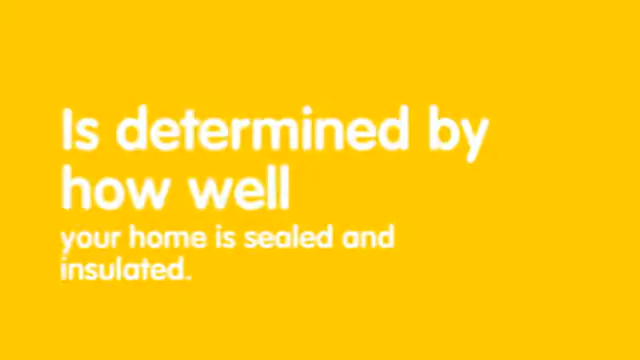 Is determined by
how well
your home is sealed and
insulated.